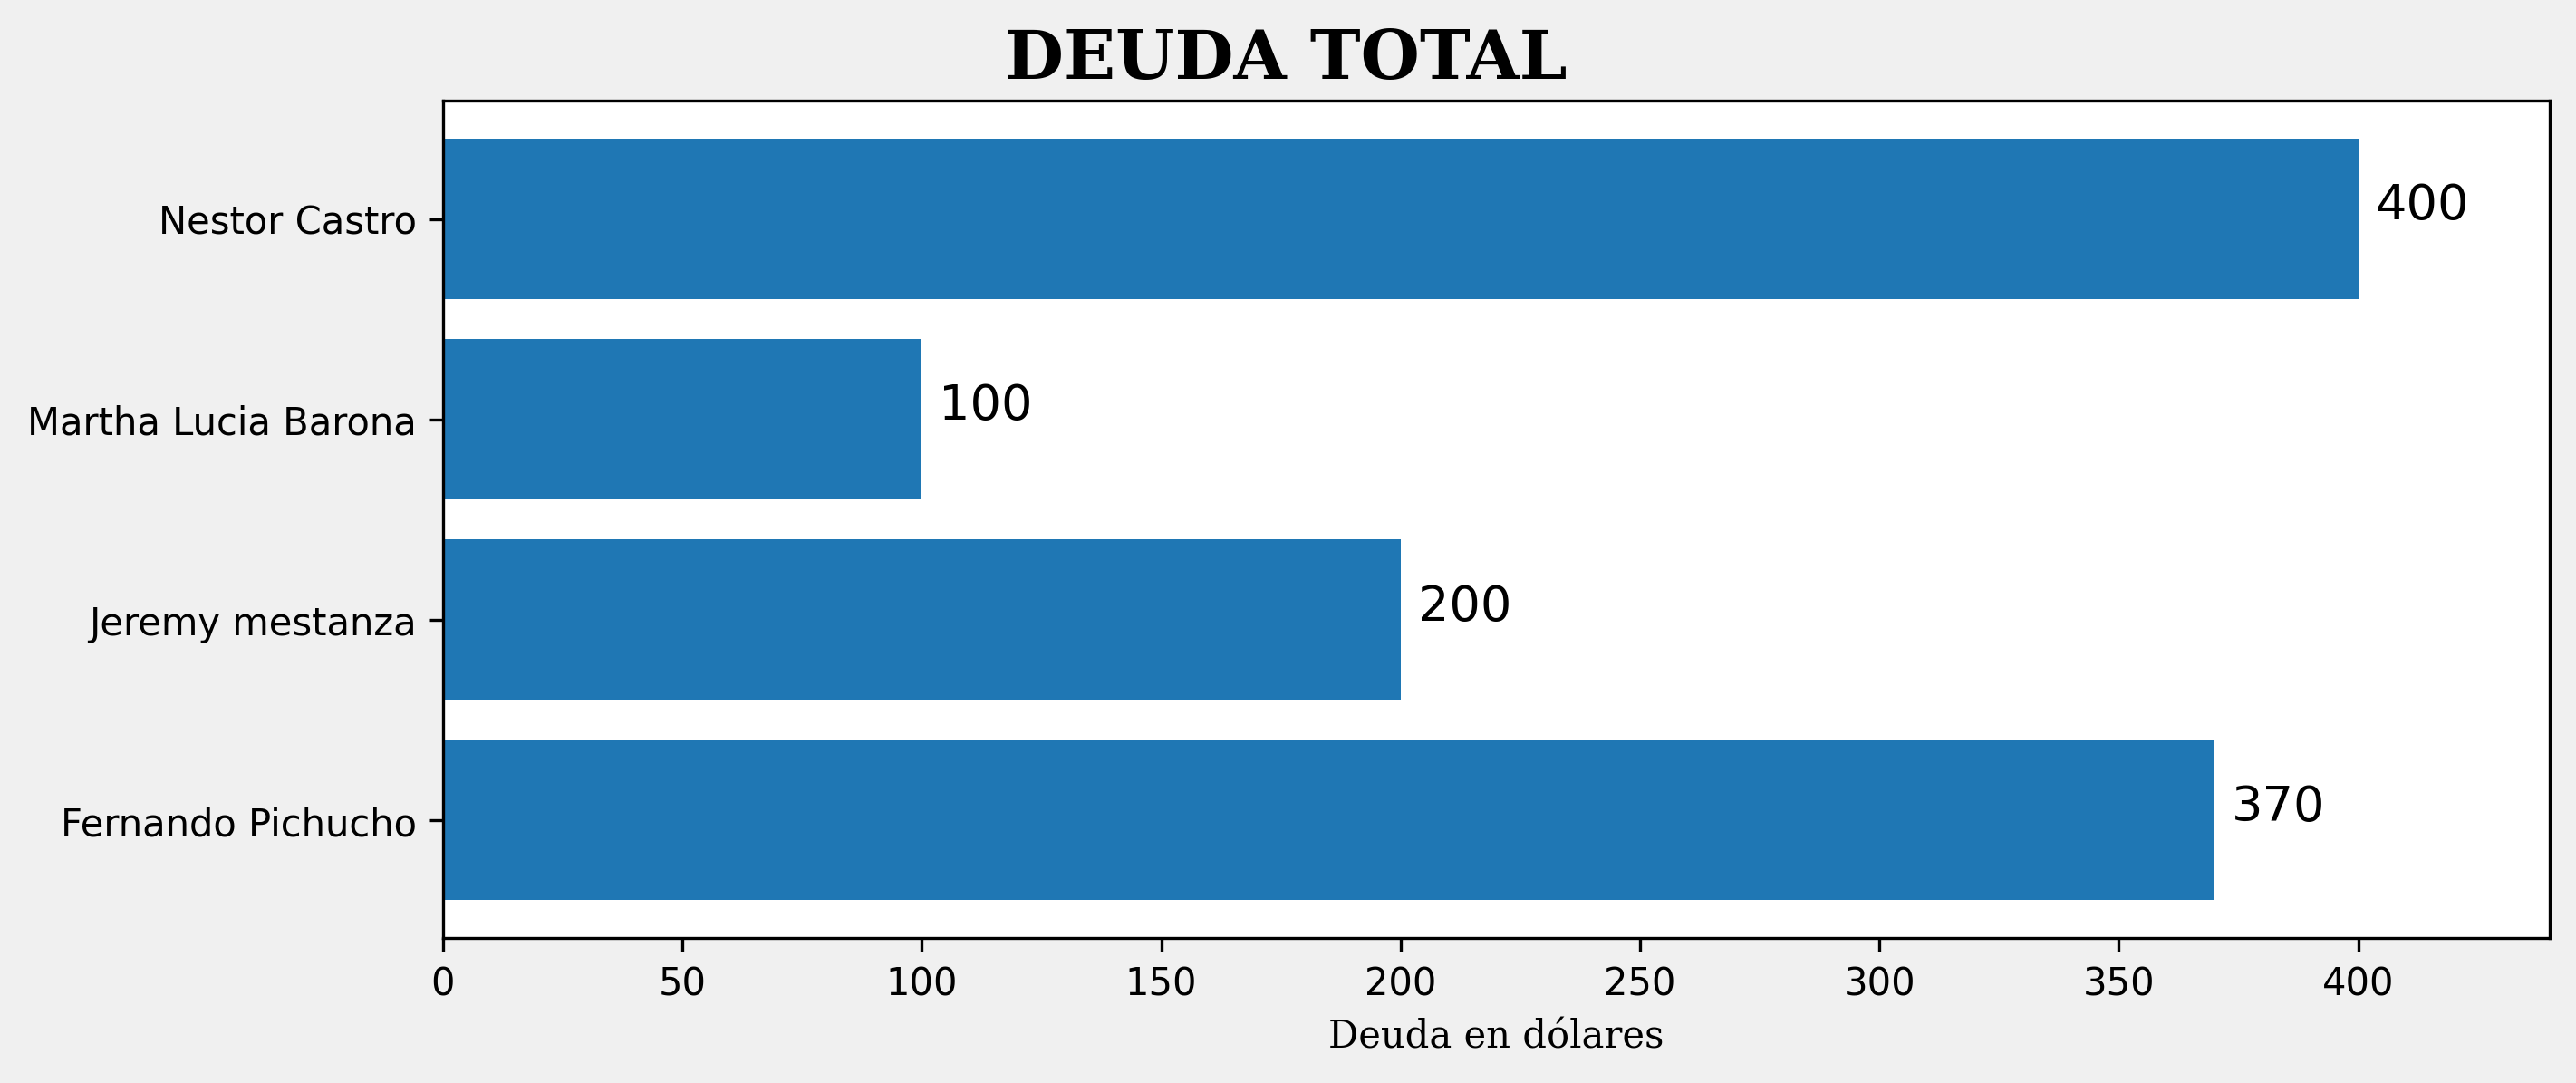 DEUDA TOTAL
Nestor Castro
400
Martha Lucia Barona
100
Jeremy mestanza
200
Fernando Pichucho
370
0 50 100 150 200 250 300 350 400
Deuda en dólares